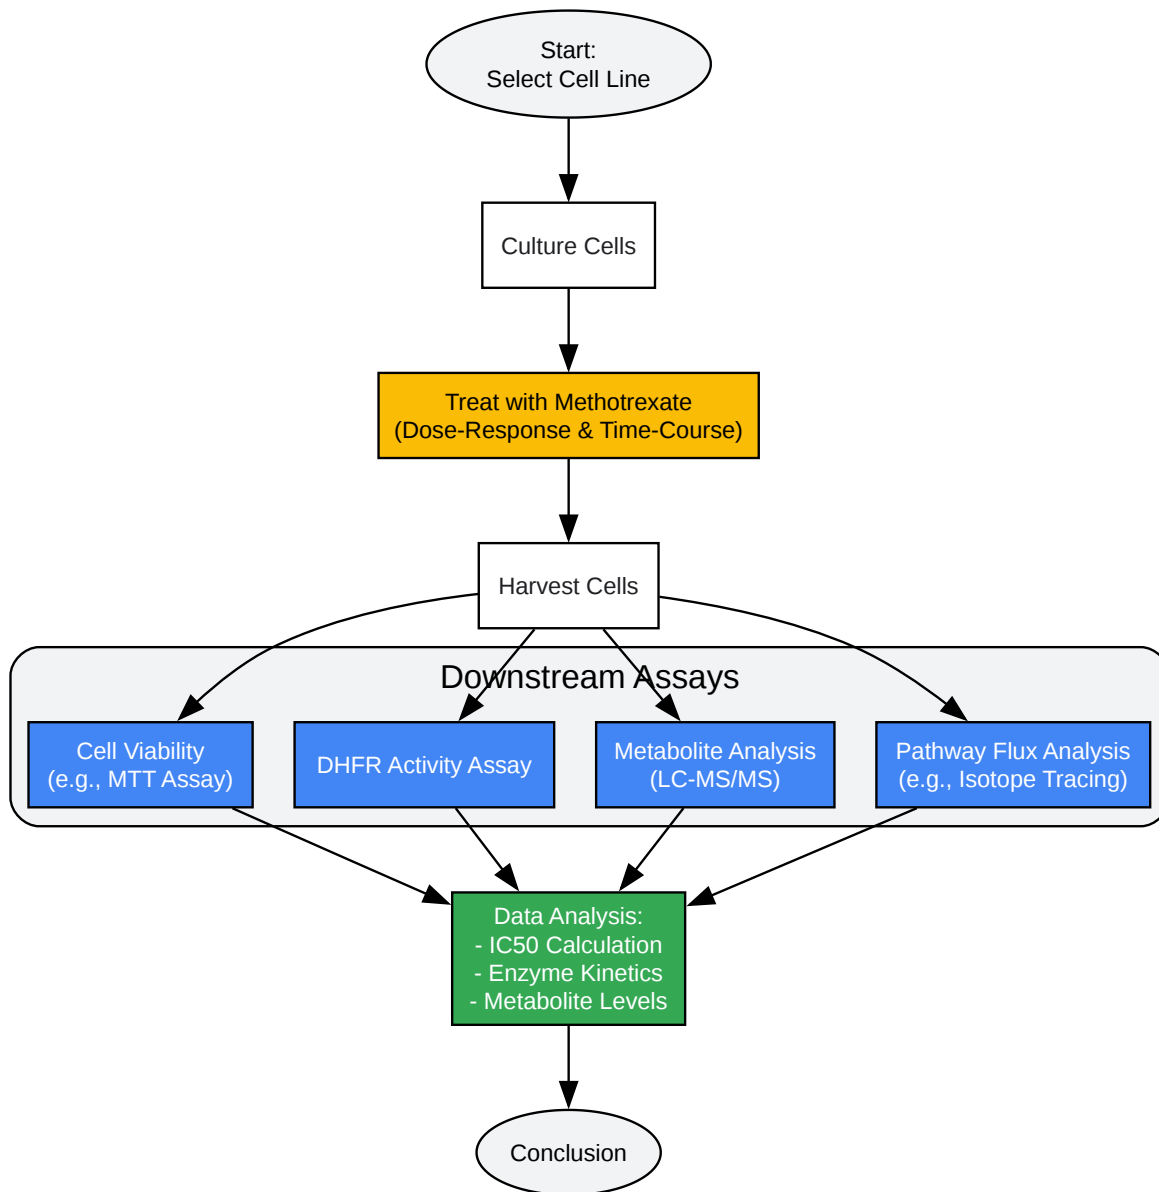 Start:
Select Cell Line
Culture Cells
Treat with Methotrexate
(Dose-Response & Time-Course)
Harvest Cells
Downstream Assays
Cell Viability
(e.g., MTT Assay)
DHFR Activity Assay
Metabolite Analysis
(LC-MS/MS)
Pathway Flux Analysis
(e.g., Isotope Tracing)
Data Analysis:
- IC50 Calculation
- Enzyme Kinetics
- Metabolite Levels
Conclusion